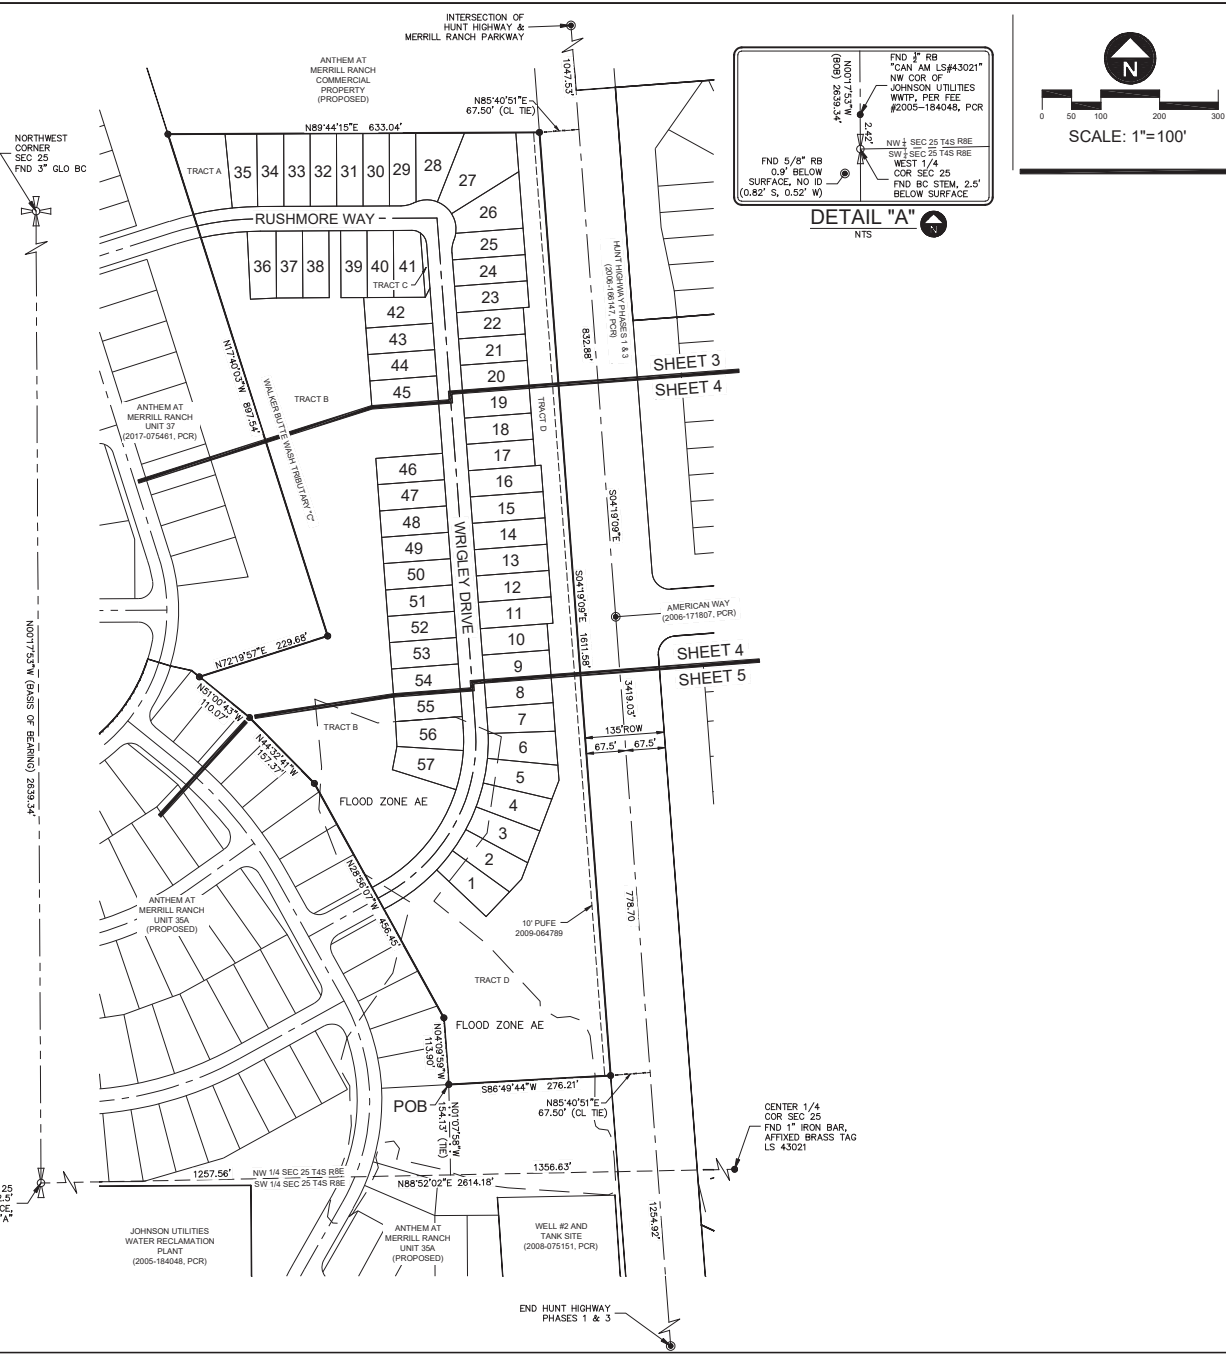 INTERSECTION OF
HUNT HIGHWAY &
MERRILL RANCH PARKWAY
1047.53'
ANTHEM AT
MERRILL RANCH
COMMERCIAL
PROPERTY
(PROPOSED)
N85°40'51"E
67.50' (CL TIE)
N89°44'15"E 633.04'
NORTHWEST
CORNER
SEC 25
FND 3" GLO BC
FND ½" RB
"CAN AM LS#43021"
NW COR OF
JOHNSON UTILITIES
WWTP, PER FEE
#2005-184048, PCR
N00°17'53"W
(BOB) 2639.34'
2.42'
NW ¼ SEC 25 T4S R8E
SW ¼ SEC 25 T4S R8E
WEST 1/4
COR SEC 25
FND BC STEM, 2.5'
BELOW SURFACE
FND 5/8" RB
0.9' BELOW
SURFACE, NO ID
(0.82' S, 0.52' W)
DETAIL "A"
N
NTS
N
0 50 100 200 300
SCALE: 1"=100'
TRACT A
35 34 33 32 31 30 29 28
27
26
25
24
23
22
21
20
RUSHMORE WAY
36 37 38 39 40 41
TRACT C
42
43
44
45
HUNT HIGHWAY PHASES 1 & 3
(2006-166147, PCR)
832.88'
SHEET 3
SHEET 4
N17°40'03"W 897.54'
WALKER BUTTE WASH TRIBUTARY "C"
TRACT B
ANTHEM AT
MERRILL RANCH
UNIT 37
(2017-075461, PCR)
TRACT D
19
18
17
16
15
14
13
12
11
10
9
8
7
6
5
4
3
2
1
46
47
48
49
50
51
52
53
54
55
56
57
WRIGLEY DRIVE
S04°19'09"E
S04°19'09"E 1611.58'
AMERICAN WAY
(2006-171807, PCR)
SHEET 4
SHEET 5
N72°19'57"E 229.68'
N51°00'43"W
110.07'
N44°32'41"W
157.37'
TRACT B
FLOOD ZONE AE
3419.03'
135' ROW
67.5' 67.5'
N00°17'53"W (BASIS OF BEARING) 2639.34'
N28°56'07"W 456.45'
778.70
ANTHEM AT
MERRILL RANCH
UNIT 35A
(PROPOSED)
10' PUFE
2009-064789
TRACT D
FLOOD ZONE AE
N04°09'59"W
113.90'
S86°49'44"W 276.21'
N85°40'51"E
67.50' (CL TIE)
POB
N01°07'58"W
154.13' (TIE)
CENTER 1/4
COR SEC 25
FND 1" IRON BAR,
AFFIXED BRASS TAG
LS 43021
1257.56'
NW 1/4 SEC 25 T4S R8E
SW 1/4 SEC 25 T4S R8E
1356.63'
N88°52'02"E 2614.18'
25
2.5'
CE,
"A"
JOHNSON UTILITIES
WATER RECLAMATION
PLANT
(2005-184048, PCR)
ANTHEM AT
MERRILL RANCH
UNIT 35A
(PROPOSED)
WELL #2 AND
TANK SITE
(2008-075151, PCR)
1254.92'
END HUNT HIGHWAY
PHASES 1 & 3